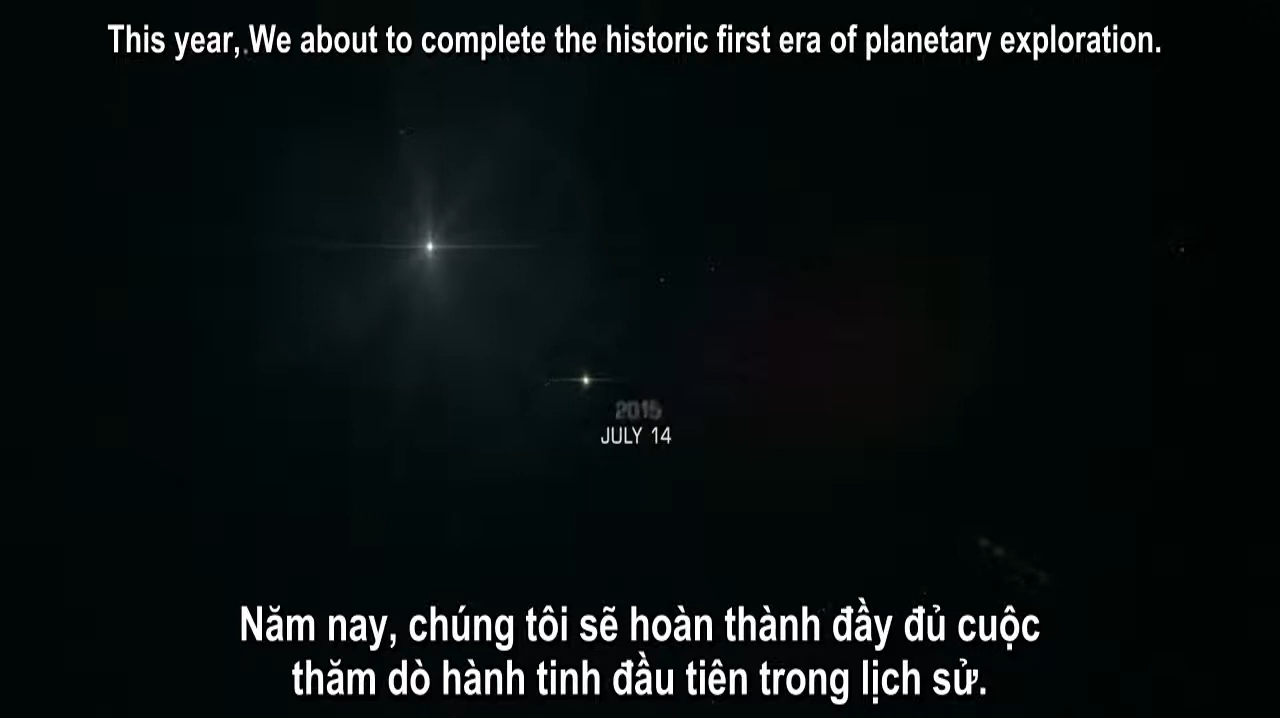 This year, We about to complete the historic first era of planetary exploration.
2015
JULY 14
Năm nay, chúng tôi sẽ hoàn thành đầy đủ cuộc
thăm dò hành tinh đầu tiên trong lịch sử.